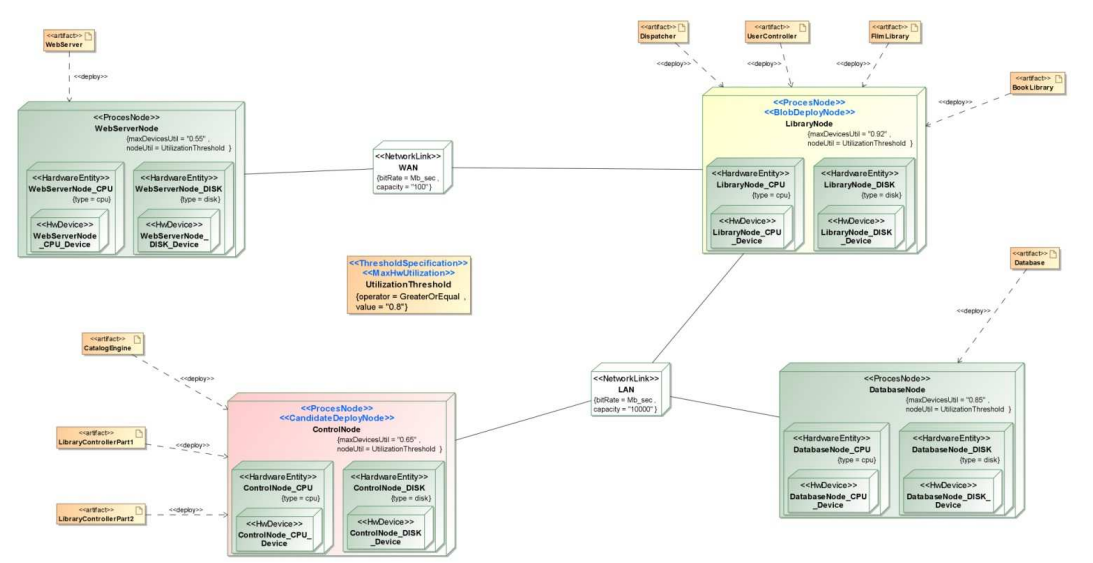 <<artifact>>
WebServer
<<deploy>>
<<ProcesNode>>
WebServerNode
{maxDevicesUtil = "0.55" ,
nodeUtil = UtilizationThreshold }
<<HardwareEntity>>
WebServerNode_CPU
{type = cpu}
<<HwDevice>>
WebServerNode
_CPU_Device
<<HardwareEntity>>
WebServerNode_DISK
{type = disk}
<<HwDevice>>
WebServerNode_
DISK_Device
<<NetworkLink>>
WAN
{bitRate = Mb_sec ,
capacity = "100"}
<<artifact>>
Dispatcher
<<deploy>>
<<artifact>>
UserController
<<deploy>>
<<artifact>>
FlimLibrary
<<deploy>>
<<artifact>>
BookLibrary
<<deploy>>
<<ProcesNode>>
<<BlobDeployNode>>
LibraryNode
{maxDevicesUtil = "0.92" ,
nodeUtil = UtilizationThreshold }
<<HardwareEntity>>
LibraryNode_CPU
{type = cpu}
<<HwDevice>>
LibraryNode_CPU
_Device
<<HardwareEntity>>
LibraryNode_DISK
{type = disk}
<<HwDevice>>
LibraryNode_DISK
_Device
<<ThresholdSpecification>>
<<MaxHwUtilization>>
UtilizationThreshold
{operator = GreaterOrEqual ,
value = "0.8"}
<<artifact>>
Database
<<deploy>>
<<artifact>>
CatalogEngine
<<deploy>>
<<artifact>>
LibraryControllerPart1
<<deploy>>
<<artifact>>
LibraryControllerPart2
<<deploy>>
<<ProcesNode>>
<<CandidateDeployNode>>
ControlNode
{maxDevicesUtil = "0.65" ,
nodeUtil = UtilizationThreshold }
<<HardwareEntity>>
ControlNode_CPU
{type = cpu}
<<HwDevice>>
ControlNode_CPU_
Device
<<HardwareEntity>>
ControlNode_DISK
{type = disk}
<<HwDevice>>
ControlNode_DISK
_Device
<<NetworkLink>>
LAN
{bitRate = Mb_sec ,
capacity = "10000"}
<<ProcesNode>>
DatabaseNode
{maxDevicesUtil = "0.85" ,
nodeUtil = UtilizationThreshold }
<<HardwareEntity>>
DatabaseNode_CPU
{type = cpu}
<<HwDevice>>
DatabaseNode_CPU
_Device
<<HardwareEntity>>
DatabaseNode_DISK
{type = disk}
<<HwDevice>>
DatabaseNode_DISK_
Device